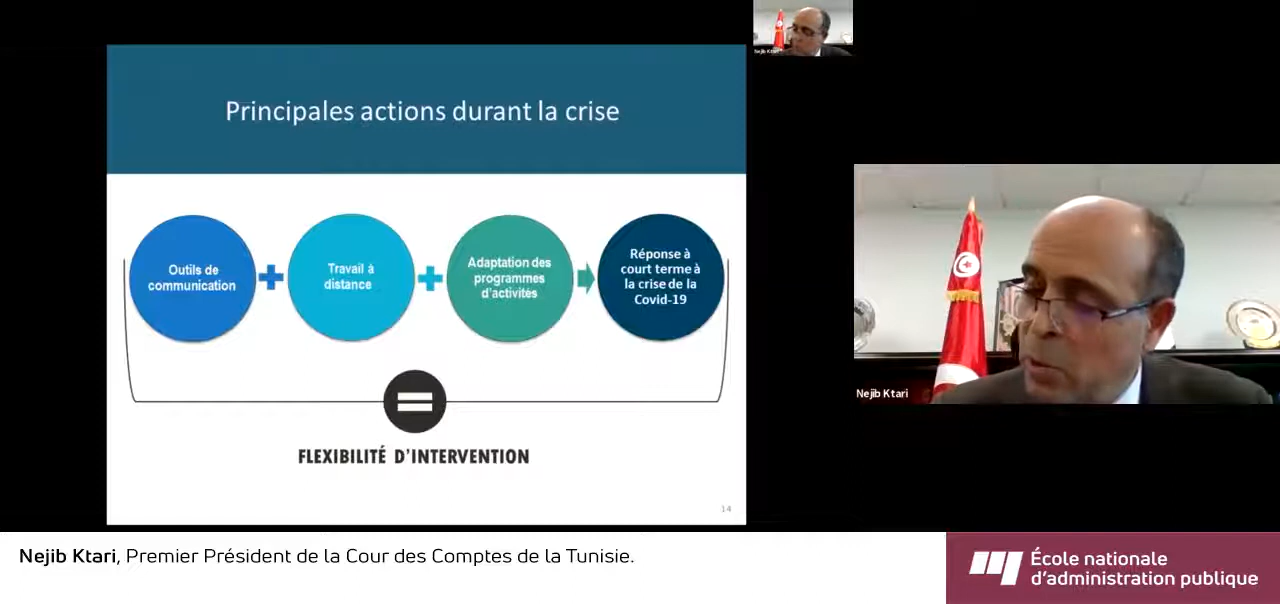 Nejib Ktari
Principales actions durant la crise
Outils de
communication
Travail à
distance
Adaptation des
programmes
d'activités
Réponse à
court terme à
la crise de la
Covid-19
FLEXIBILITÉ D'INTERVENTION
14
Nejib Ktari
Nejib Ktari, Premier Président de la Cour des Comptes de la Tunisie.
École nationale
d'administration publique